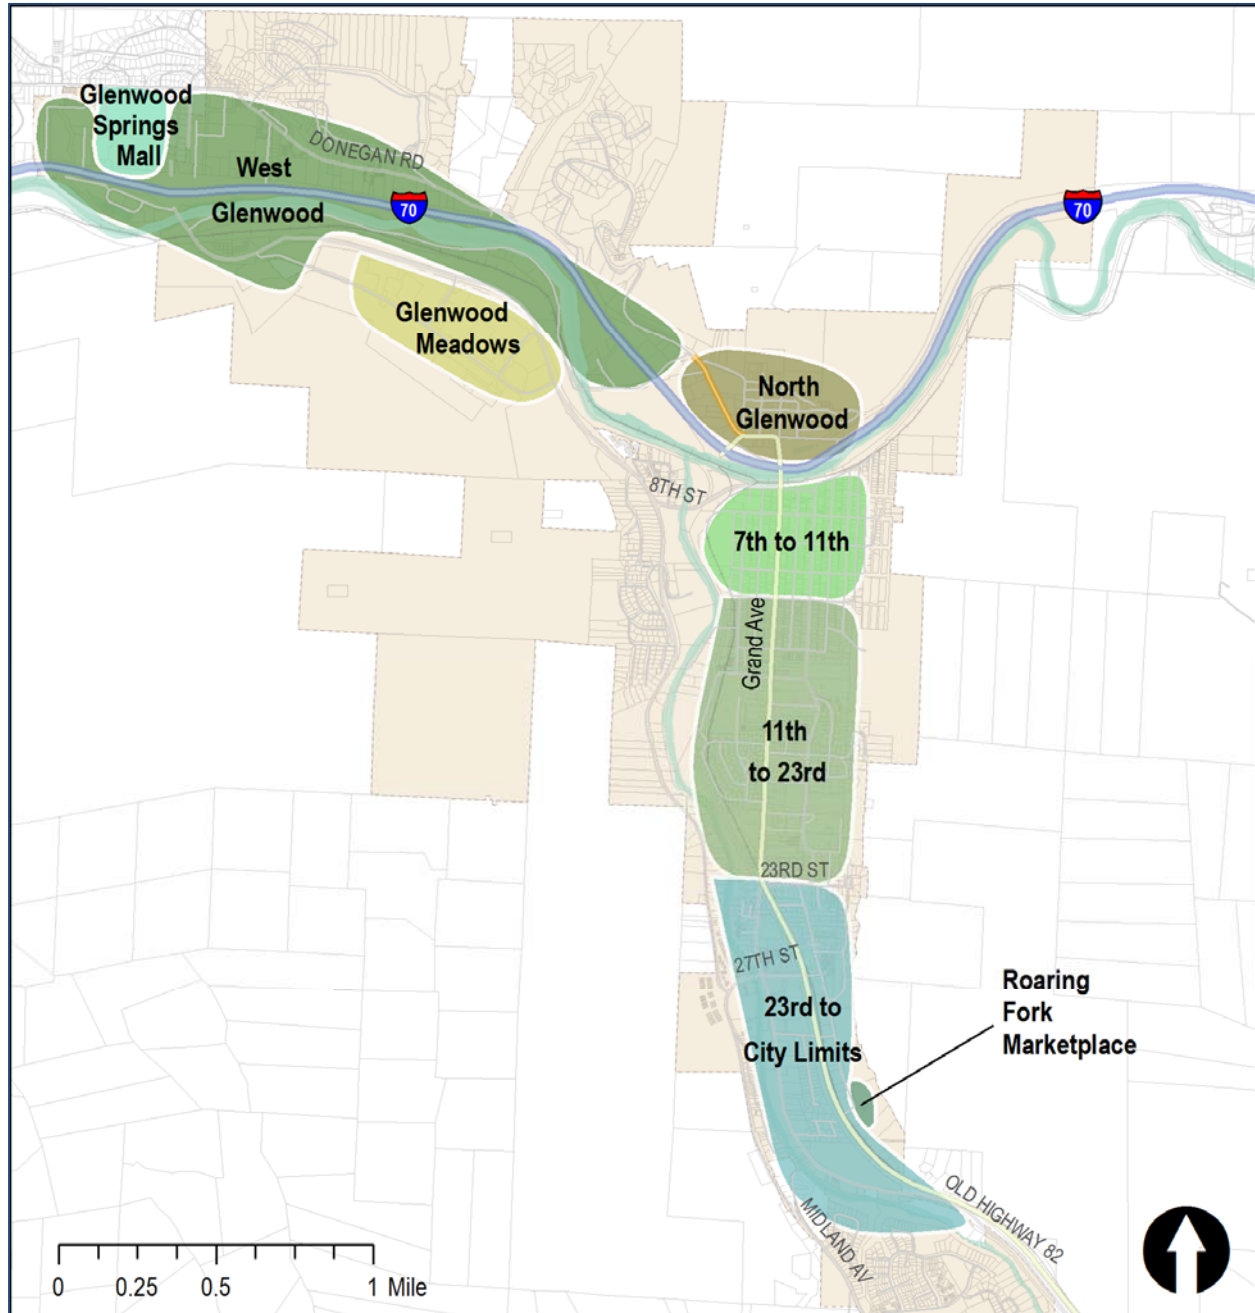 Glenwood
Springs
Mall
DONEGAN RD
West
Glenwood
70
70
Glenwood
Meadows
North
Glenwood
8TH ST
7th to 11th
Grand Ave
11th
to 23rd
23RD ST
27TH ST
23rd to
City Limits
Roaring
Fork
Marketplace
OLD HIGHWAY 82
MIDLAND AV
0 0.25 0.5 1 Mile